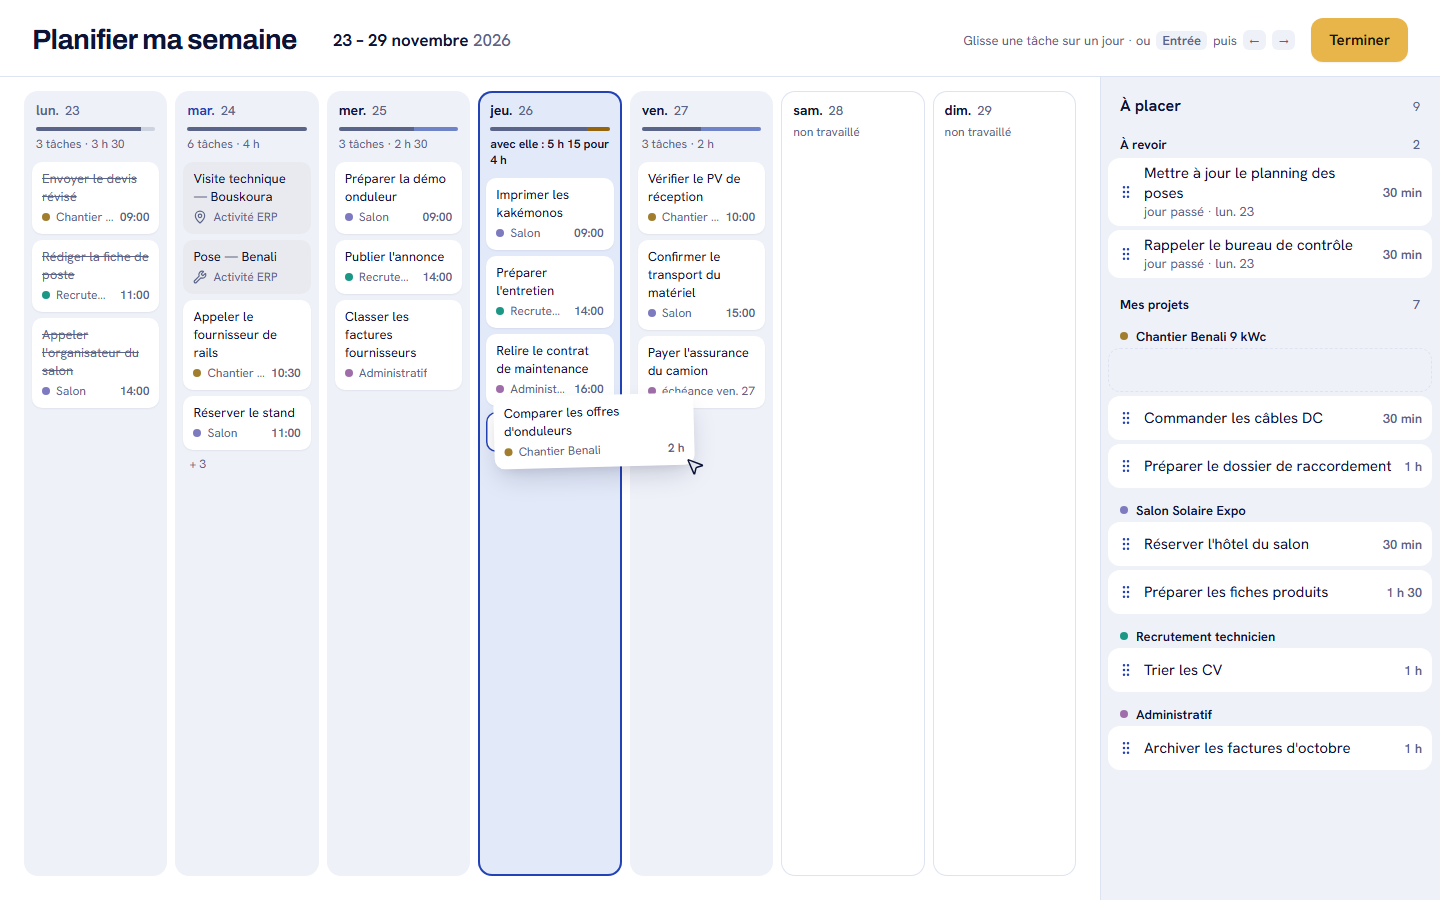 Planifier ma semaine
23 – 29 novembre 2026
Glisse une tâche sur un jour · ou Entrée puis ← →
Terminer
lun. 23
3 tâches · 3 h 30
Envoyer le devis
révisé
Chantier ... 09:00
Rédiger la fiche de
poste
Recrute... 11:00
Appeler
l'organisateur du
salon
Salon 14:00
mar. 24
6 tâches · 4 h
Visite technique
— Bouskoura
Activité ERP
Pose — Benali
Activité ERP
Appeler le
fournisseur de
rails
Chantier ... 10:30
Réserver le stand
Salon 11:00
+ 3
mer. 25
3 tâches · 2 h 30
Préparer la démo
onduleur
Salon 09:00
Publier l'annonce
Recrute... 14:00
Classer les
factures
fournisseurs
Administratif
jeu. 26
avec elle : 5 h 15 pour
4 h
Imprimer les
kakémonos
Salon 09:00
Préparer
l'entretien
Recrute... 14:00
Relire le contrat
de maintenance
Administ... 16:00
Comparer les offres
d'onduleurs
Chantier Benali 2 h
ven. 27
3 tâches · 2 h
Vérifier le PV de
réception
Chantier ... 10:00
Confirmer le
transport du
matériel
Salon 15:00
Payer l'assurance
du camion
échéance ven. 27
sam. 28
non travaillé
dim. 29
non travaillé
À placer 9
À revoir 2
Mettre à jour le planning des
poses
30 min
jour passé · lun. 23
Rappeler le bureau de contrôle
30 min
jour passé · lun. 23
Mes projets 7
Chantier Benali 9 kWc
Commander les câbles DC 30 min
Préparer le dossier de raccordement 1 h
Salon Solaire Expo
Réserver l'hôtel du salon 30 min
Préparer les fiches produits 1 h 30
Recrutement technicien
Trier les CV 1 h
Administratif
Archiver les factures d'octobre 1 h